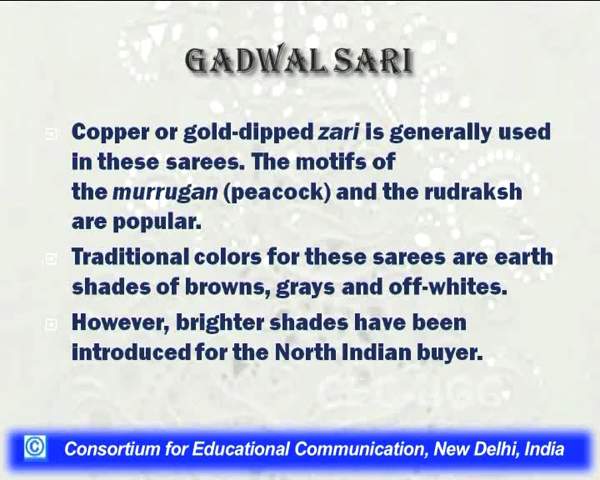 GADWAL SARI
Copper or gold-dipped zari is generally used
in these sarees. The motifs of
the murrugan (peacock) and the rudraksh
are popular.
Traditional colors for these sarees are earth
shades of browns, grays and off-whites.
However, brighter shades have been
introduced for the North Indian buyer.
© Consortium for Educational Communication, New Delhi, India